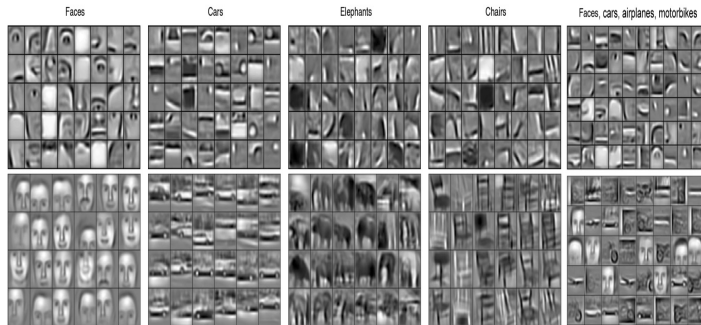 Faces
Cars
Elephants
Chairs
Faces, cars, airplanes, motorbikes